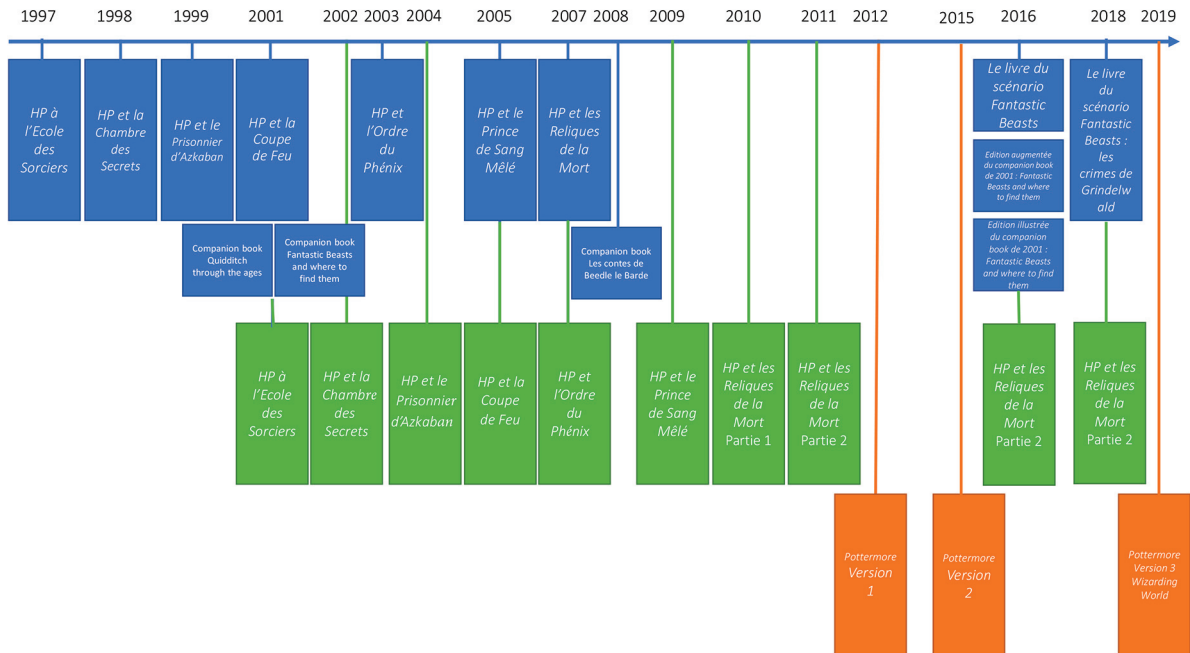 1997 1998 1999 2001 2002 2003 2004 2005 2007 2008 2009 2010 2011 2012 2015 2016 2018 2019
HP à
l’Ecole
des
Sorciers
HP et la
Chambre
des
Secrets
HP et le
Prisonnier
d’Azkaban
HP et la
Coupe
de Feu
HP et
l’Ordre
du
Phénix
HP et le
Prince
de Sang
Mêlé
HP et les
Reliques
de la
Mort
Le livre du
scénario
Fantastic
Beasts
Edition augmentée
du companion book
de 2001 : Fantastic
Beasts and where
to find them
Edition illustrée
du companion
book de 2001 :
Fantastic Beasts
and where to find
them
Le livre
du
scénario
Fantastic
Beasts :
les
crimes de
Grindelw
ald
Companion book
Quidditch
through the ages
Companion book
Fantastic Beasts
and where to
find them
Companion book
Les contes de
Beedle le Barde
HP à
l’Ecole
des
Sorciers
HP et la
Chambre
des
Secrets
HP et le
Prisonnier
d’Azkaban
HP et la
Coupe
de Feu
HP et
l’Ordre
du
Phénix
HP et le
Prince
de Sang
Mêlé
HP et les
Reliques
de la
Mort
Partie 1
HP et les
Reliques
de la
Mort
Partie 2
HP et les
Reliques
de la
Mort
Partie 2
HP et les
Reliques
de la
Mort
Partie 2
Pottermore
Version
1
Pottermore
Version
2
Pottermore
Version 3
Wizarding
World